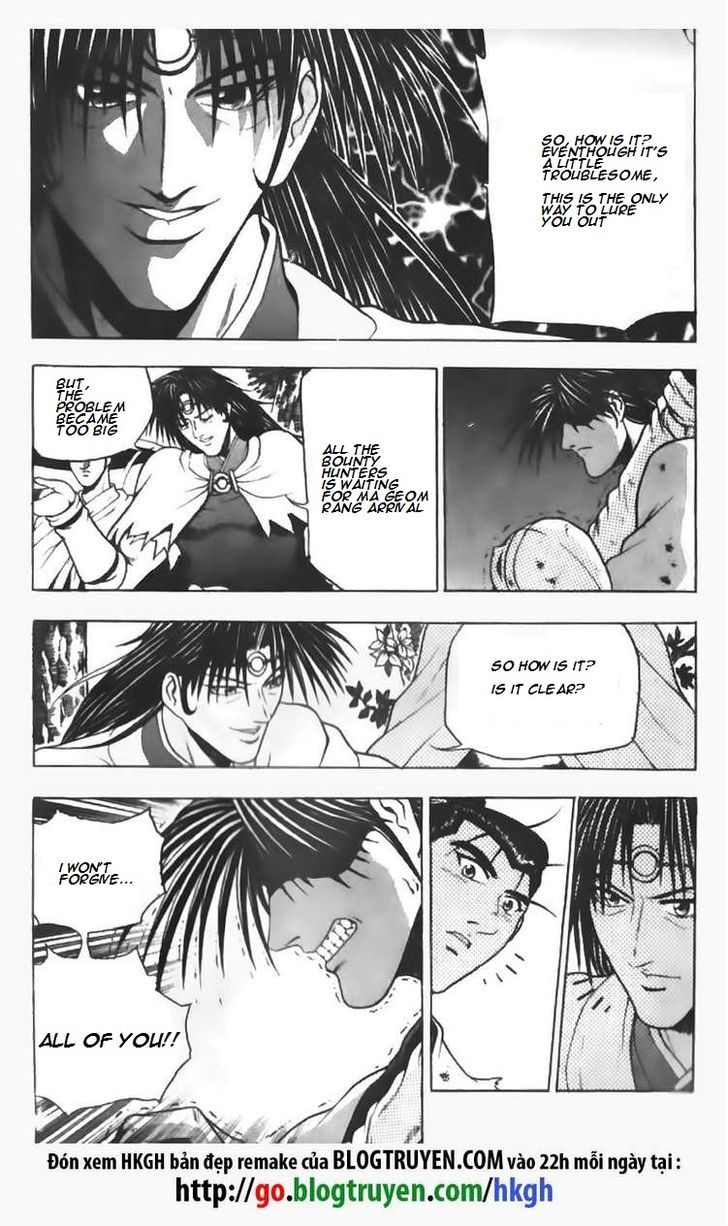 SO, HOW IS IT?
EVENTHOUGH IT'S
A LITTLE
TROUBLESOME,
THIS IS THE ONLY
WAY TO LURE
YOU OUT
BUT,
THE
PROBLEM
BECAME
TOO BIG
ALL THE
BOUNTY
HUNTERS
IS WAITING
FOR MA GEOM
RANG ARRIVAL
SO HOW IS IT?
IS IT CLEAR?
I WON'T
FORGIVE...
ALL OF YOU!!
Đón xem HKGH bản đẹp remake của BLOGTRUYEN.COM vào 22h mỗi ngày tại :
http://go.blogtruyen.com/hkgh